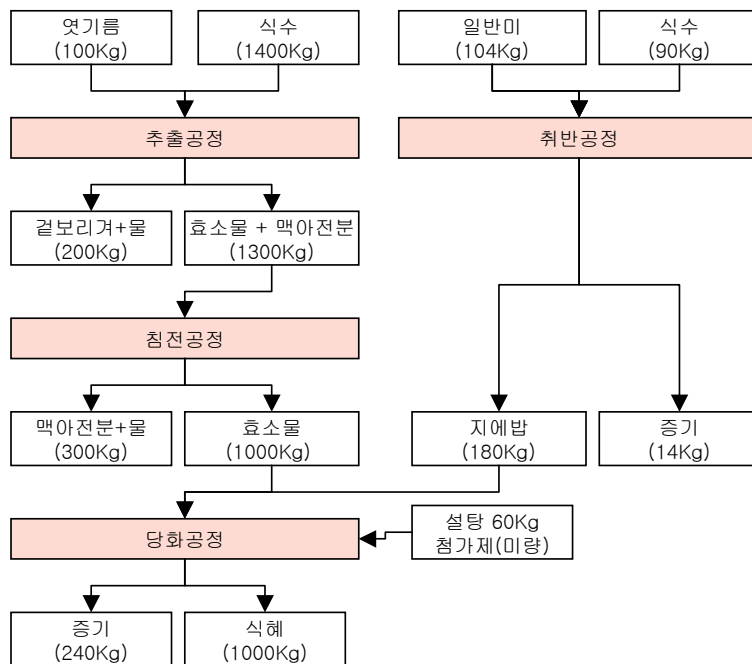 엿기름
(100Kg)
식수
(1400Kg)
일반미
(104Kg)
식수
(90Kg)
추출공정
취반공정
겉보리겨+물
(200Kg)
효소물 + 맥아전분
(1300Kg)
침전공정
맥아전분+물
(300Kg)
효소물
(1000Kg)
지에밥
(180Kg)
증기
(14Kg)
당화공정
설탕 60Kg
첨가제(미량)
증기
(240Kg)
식혜
(1000Kg)